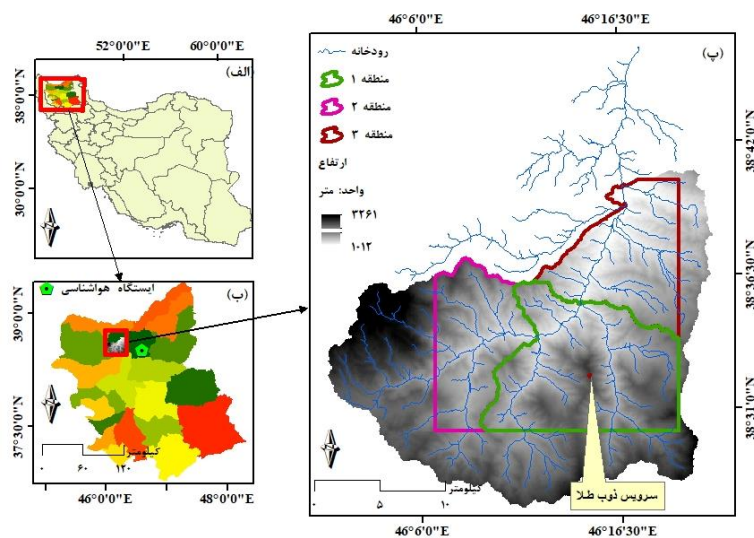 52°0'0"E 60°0'0"E
(الف)
38°0'0"N
30°0'0"N
ایستگاه هواشناسی
(ب)
39°0'0"N
37°30'0"N
کیلومتر
۰ ۶۰ ۱۲۰
46°0'0"E 48°0'0"E
46°6'0"E 46°16'30"E
(پ)
رودخانه
منطقه ۱
منطقه ۲
منطقه ۳
ارتفاع
واحد: متر
۳۲۶۱
۱۰۱۲
38°42'0"N
38°36'30"N
38°31'0"N
کیلومتر
۰ ۵ ۱۰
سرویس ذوب طلا
46°6'0"E 46°16'30"E